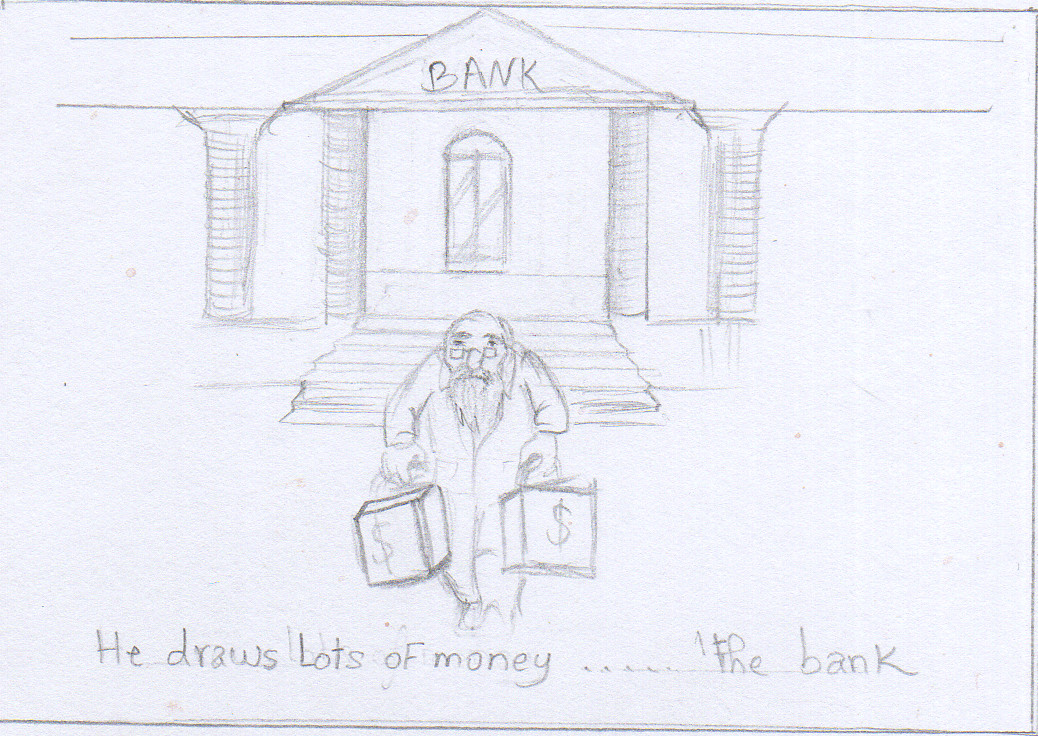 BANK
$ $
He draws lots of money ...... the bank